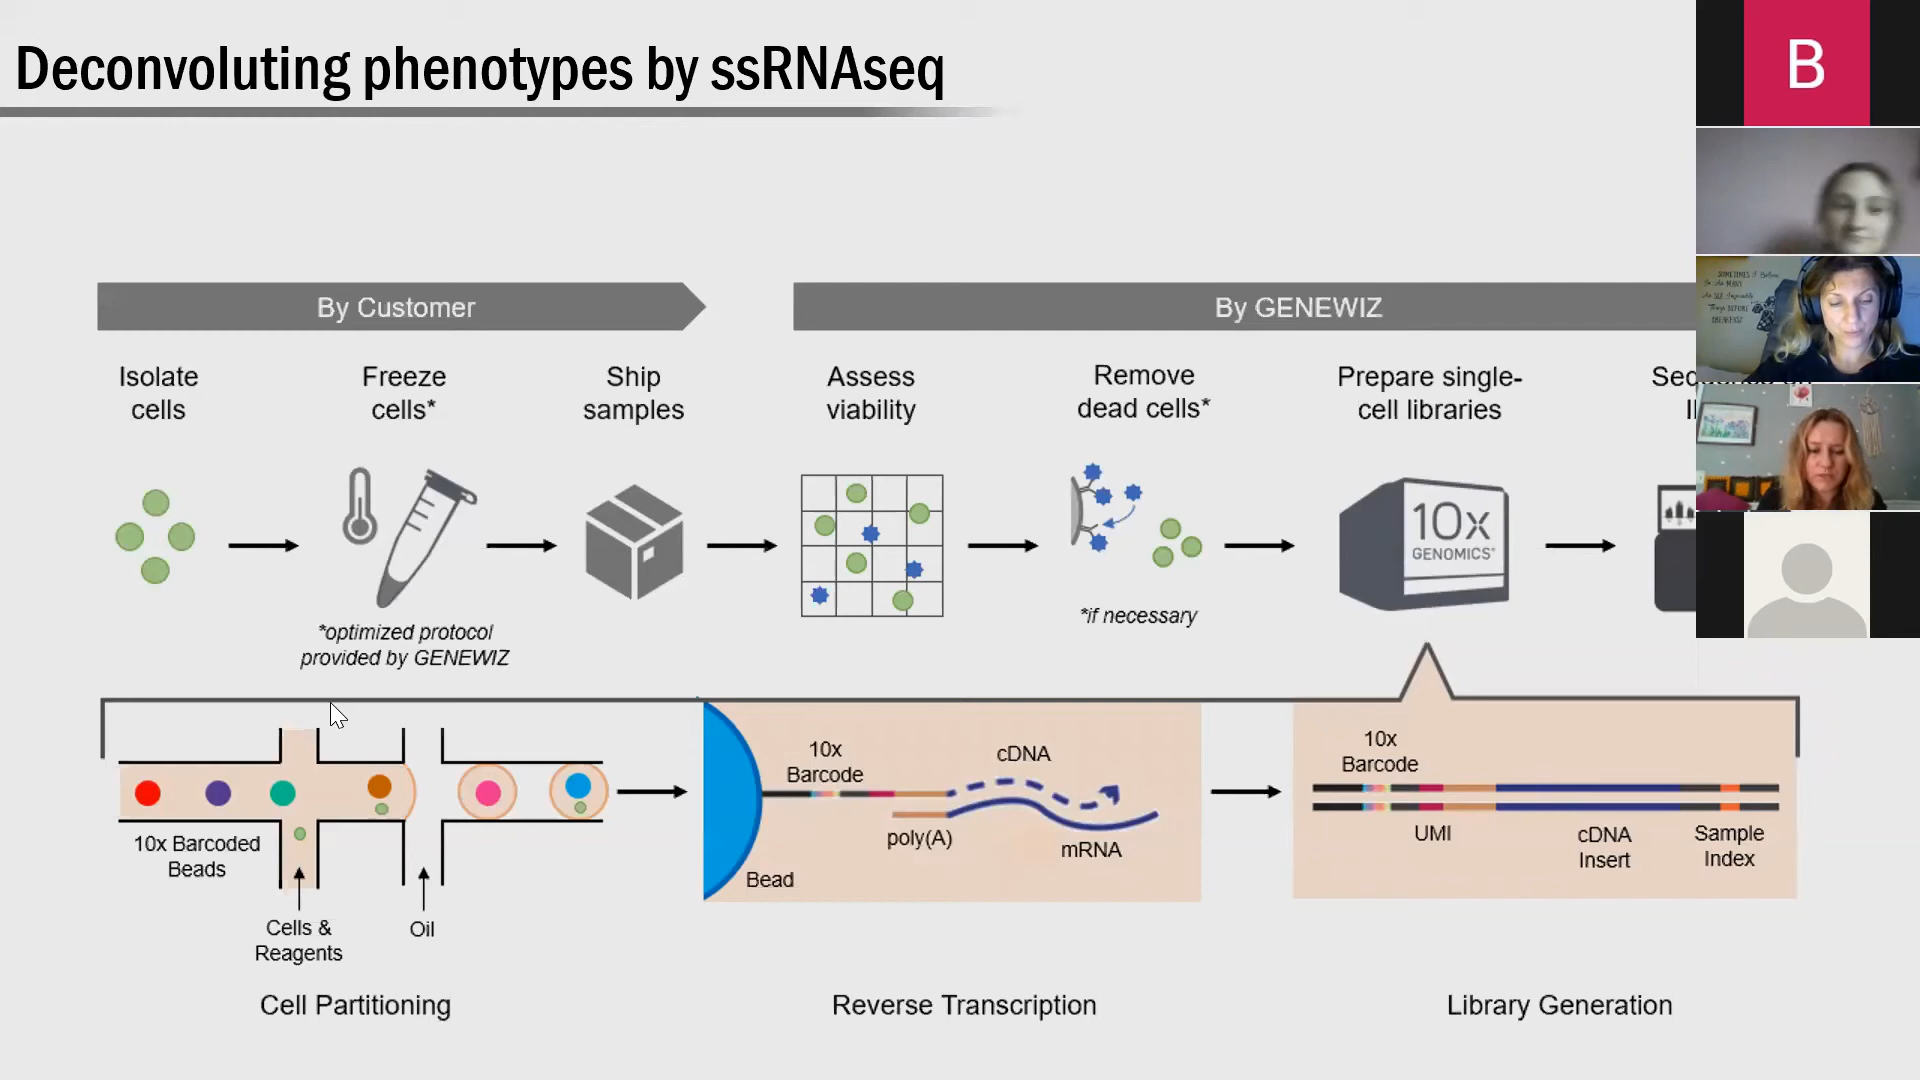 Deconvoluting phenotypes by ssRNAseq
B
By Customer
By GENEWIZ
Isolate
cells
Freeze
cells*
Ship
samples
Assess
viability
Remove
dead cells*
Prepare single-
cell libraries
10x
GENOMICS
*optimized protocol
provided by GENEWIZ
*if necessary
10x Barcoded
Beads
Cells &
Reagents
Oil
Cell Partitioning
10x
Barcode
cDNA
poly(A)
mRNA
Bead
Reverse Transcription
10x
Barcode
UMI
cDNA
Insert
Sample
Index
Library Generation